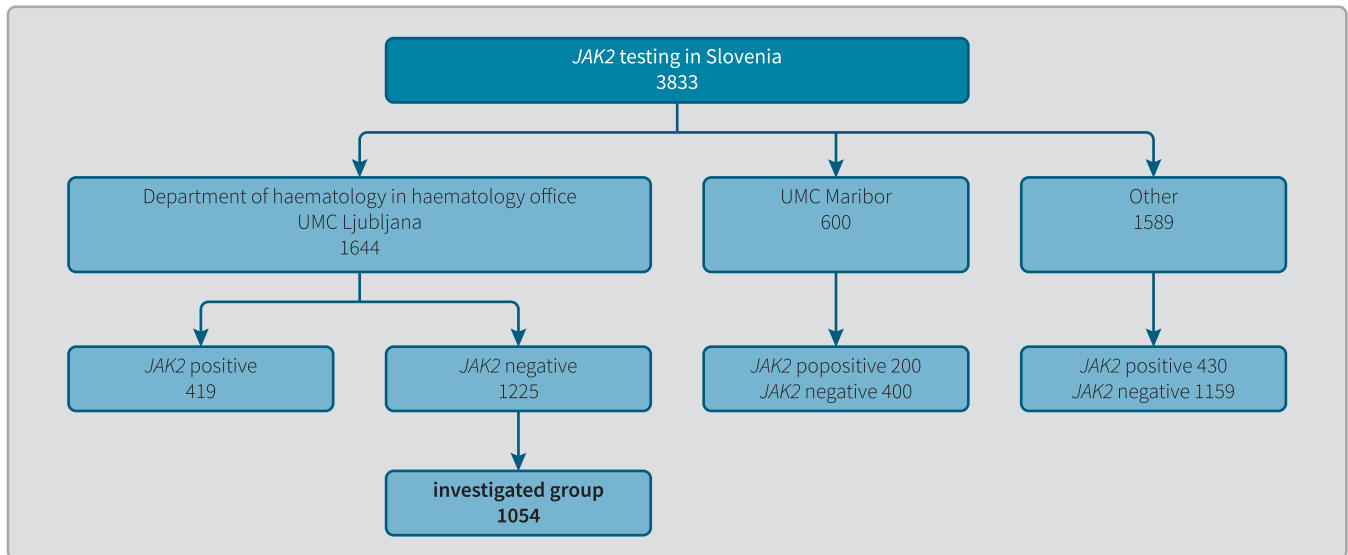 JAK2 testing in Slovenia
3833
Department of haematology in haematology office
UMC Ljubljana
1644
UMC Maribor
600
Other
1589
JAK2 positive
419
JAK2 negative
1225
JAK2 popositive 200
JAK2 negative 400
JAK2 positive 430
JAK2 negative 1159
investigated group
1054